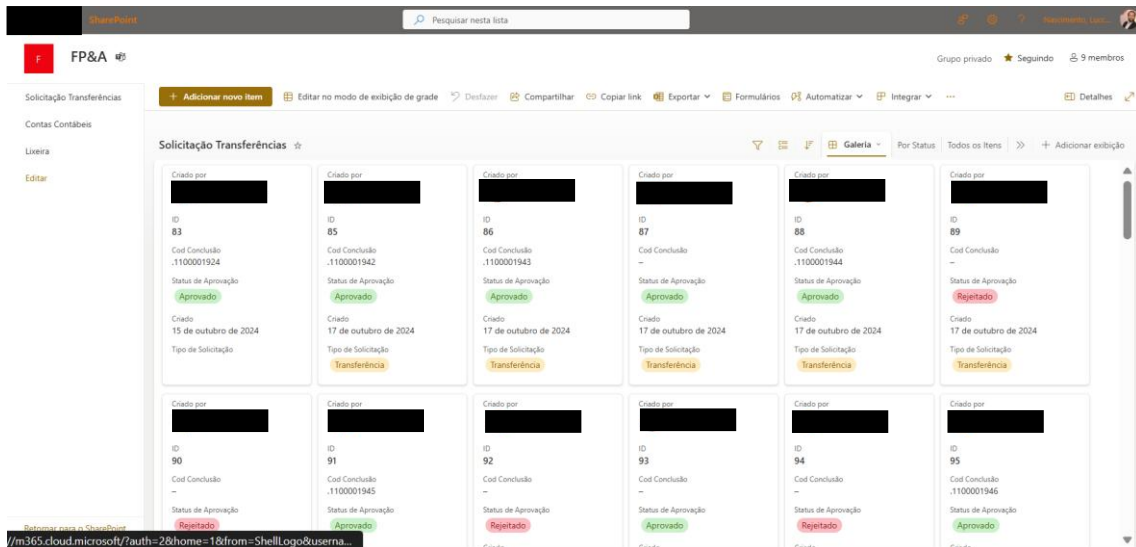 SharePoint
Pesquisar nesta lista
?
F
FP&A
Grupo privado ★ Seguindo 9 membros
Solicitação Transferências
Contas Contábeis
Lixeira
Editar
+ Adicionar novo item Editar no modo de exibição de grade Desfazer Compartilhar Copiar link Exportar Formulários Automatizar Integrar ... Detalhes
Solicitação Transferências
Galeria Por Status Todos os Itens + Adicionar exibição
Criado por Criado por Criado por Criado por Criado por Criado por
ID ID ID ID ID ID
83 85 86 87 88 89
Cod Conclusão Cod Conclusão Cod Conclusão Cod Conclusão Cod Conclusão Cod Conclusão
.1100001924 .1100001942 .1100001943 – .1100001944 –
Status de Aprovação Status de Aprovação Status de Aprovação Status de Aprovação Status de Aprovação Status de Aprovação
Aprovado Aprovado Aprovado Aprovado Aprovado Rejeitado
Criado Criado Criado Criado Criado Criado
15 de outubro de 2024 17 de outubro de 2024 17 de outubro de 2024 17 de outubro de 2024 17 de outubro de 2024 17 de outubro de 2024
Tipo de Solicitação Tipo de Solicitação Tipo de Solicitação Tipo de Solicitação Tipo de Solicitação Tipo de Solicitação
Transferência Transferência Transferência Transferência Transferência
Criado por Criado por Criado por Criado por Criado por Criado por
ID ID ID ID ID ID
90 91 92 93 94 95
Cod Conclusão Cod Conclusão Cod Conclusão Cod Conclusão Cod Conclusão Cod Conclusão
– .1100001945 – – – .1100001946
Status de Aprovação Status de Aprovação Status de Aprovação Status de Aprovação Status de Aprovação Status de Aprovação
Rejeitado Aprovado Rejeitado Aprovado Rejeitado Aprovado
Retornar para o SharePoint
//m365.cloud.microsoft/?auth=2&home=1&from=ShellLogo&userna...